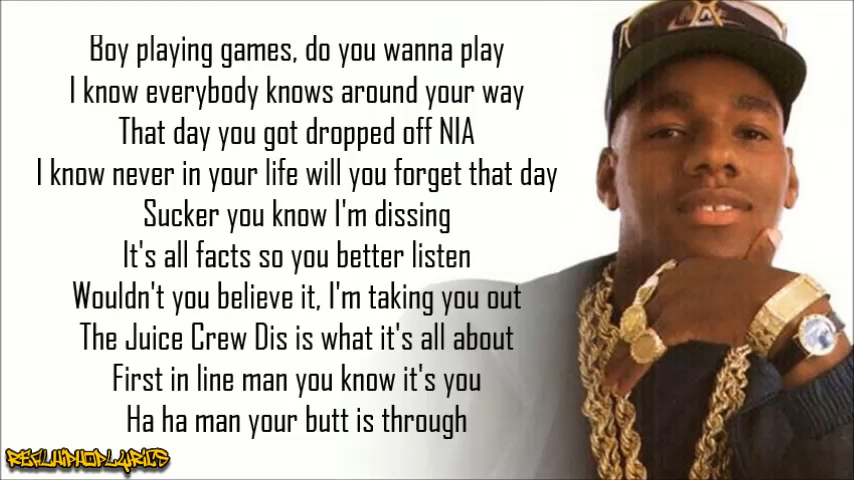 Boy playing games, do you wanna play
I know everybody knows around your way
That day you got dropped off NIA
I know never in your life will you forget that day
Sucker you know I'm dissing
It's all facts so you better listen
Wouldn't you believe it, I'm taking you out
The Juice Crew Dis is what it's all about
First in line man you know it's you
Ha ha man your butt is through
REALHIPHOPLYRICS